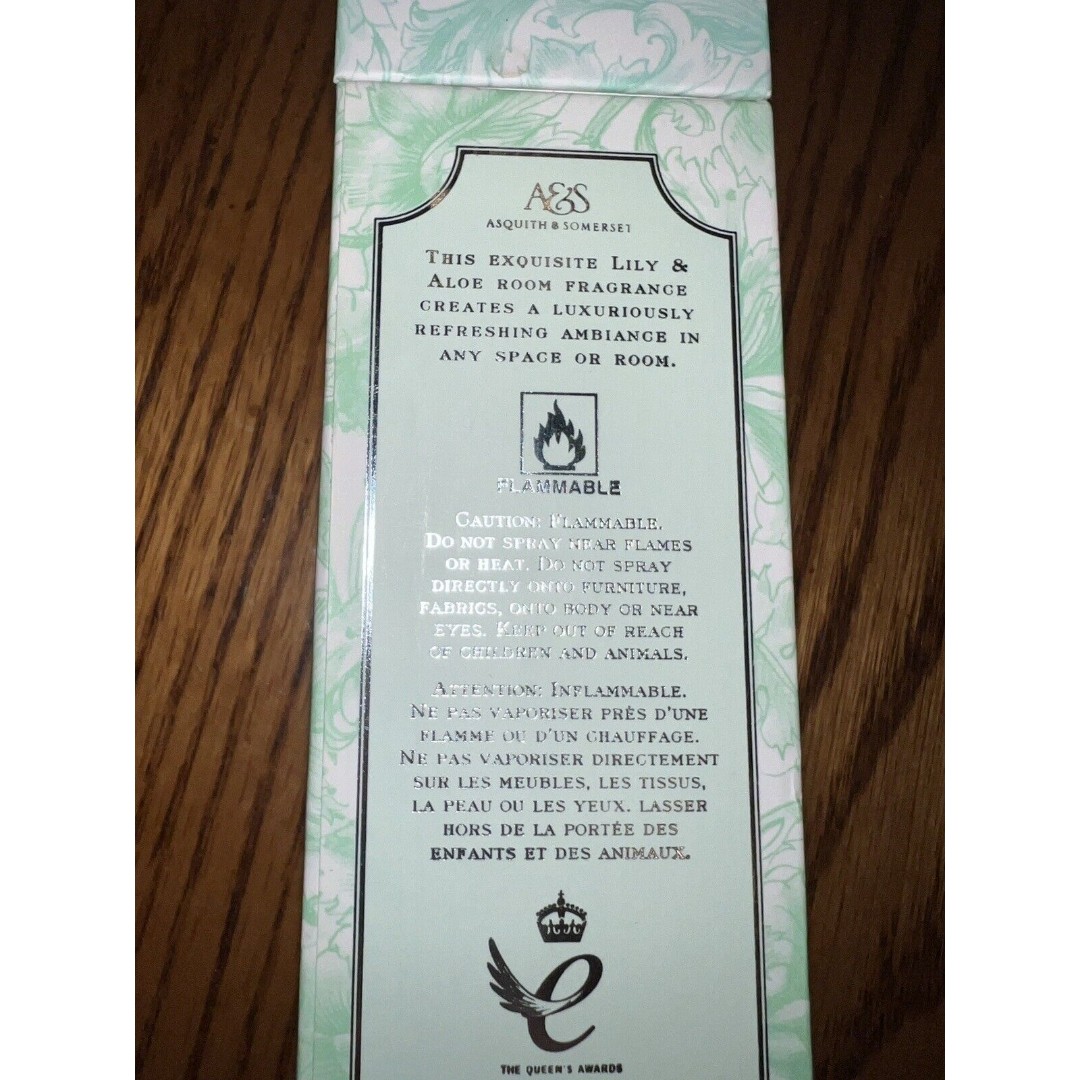 A&S
ASQUITH & SOMERSET
THIS EXQUISITE LILY &
ALOE ROOM FRAGRANCE
CREATES A LUXURIOUSLY
REFRESHING AMBIANCE IN
ANY SPACE OR ROOM.
FLAMMABLE
CAUTION: FLAMMABLE.
DO NOT SPRAY NEAR FLAMES
OR HEAT. DO NOT SPRAY
DIRECTLY ONTO FURNITURE,
FABRICS, ONTO BODY OR NEAR
EYES. KEEP OUT OF REACH
OF CHILDREN AND ANIMALS.
ATTENTION: INFLAMMABLE.
NE PAS VAPORISER PRÈS D'UNE
FLAMME OU D'UN CHAUFFAGE.
NE PAS VAPORISER DIRECTEMENT
SUR LES MEUBLES, LES TISSUS,
LA PEAU OU LES YEUX. LASSER
HORS DE LA PORTÉE DES
ENFANTS ET DES ANIMAUX.
e
THE QUEEN'S AWARDS